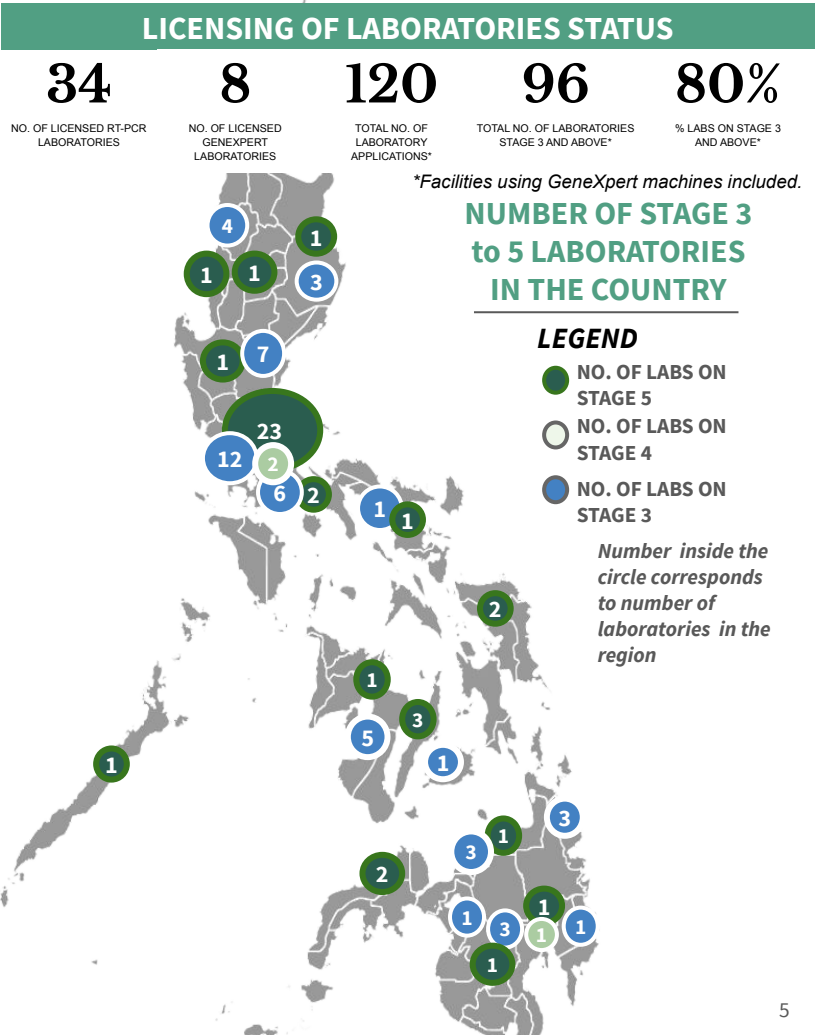 LICENSING OF LABORATORIES STATUS
34
NO. OF LICENSED RT-PCR
LABORATORIES
8
NO. OF LICENSED
GENEXPERT
LABORATORIES
120
TOTAL NO. OF
LABORATORY
APPLICATIONS*
96
TOTAL NO. OF LABORATORIES
STAGE 3 AND ABOVE*
80%
% LABS ON STAGE 3
AND ABOVE*
*Facilities using GeneXpert machines included.
NUMBER OF STAGE 3
to 5 LABORATORIES
IN THE COUNTRY
LEGEND
NO. OF LABS ON
STAGE 5
NO. OF LABS ON
STAGE 4
NO. OF LABS ON
STAGE 3
Number inside the
circle corresponds
to number of
laboratories in the
region
4
1
1
1
3
1
7
23
12
2
6
2
1
1
2
1
3
5
1
1
3
1
3
2
1
1
3
1
1
1
5